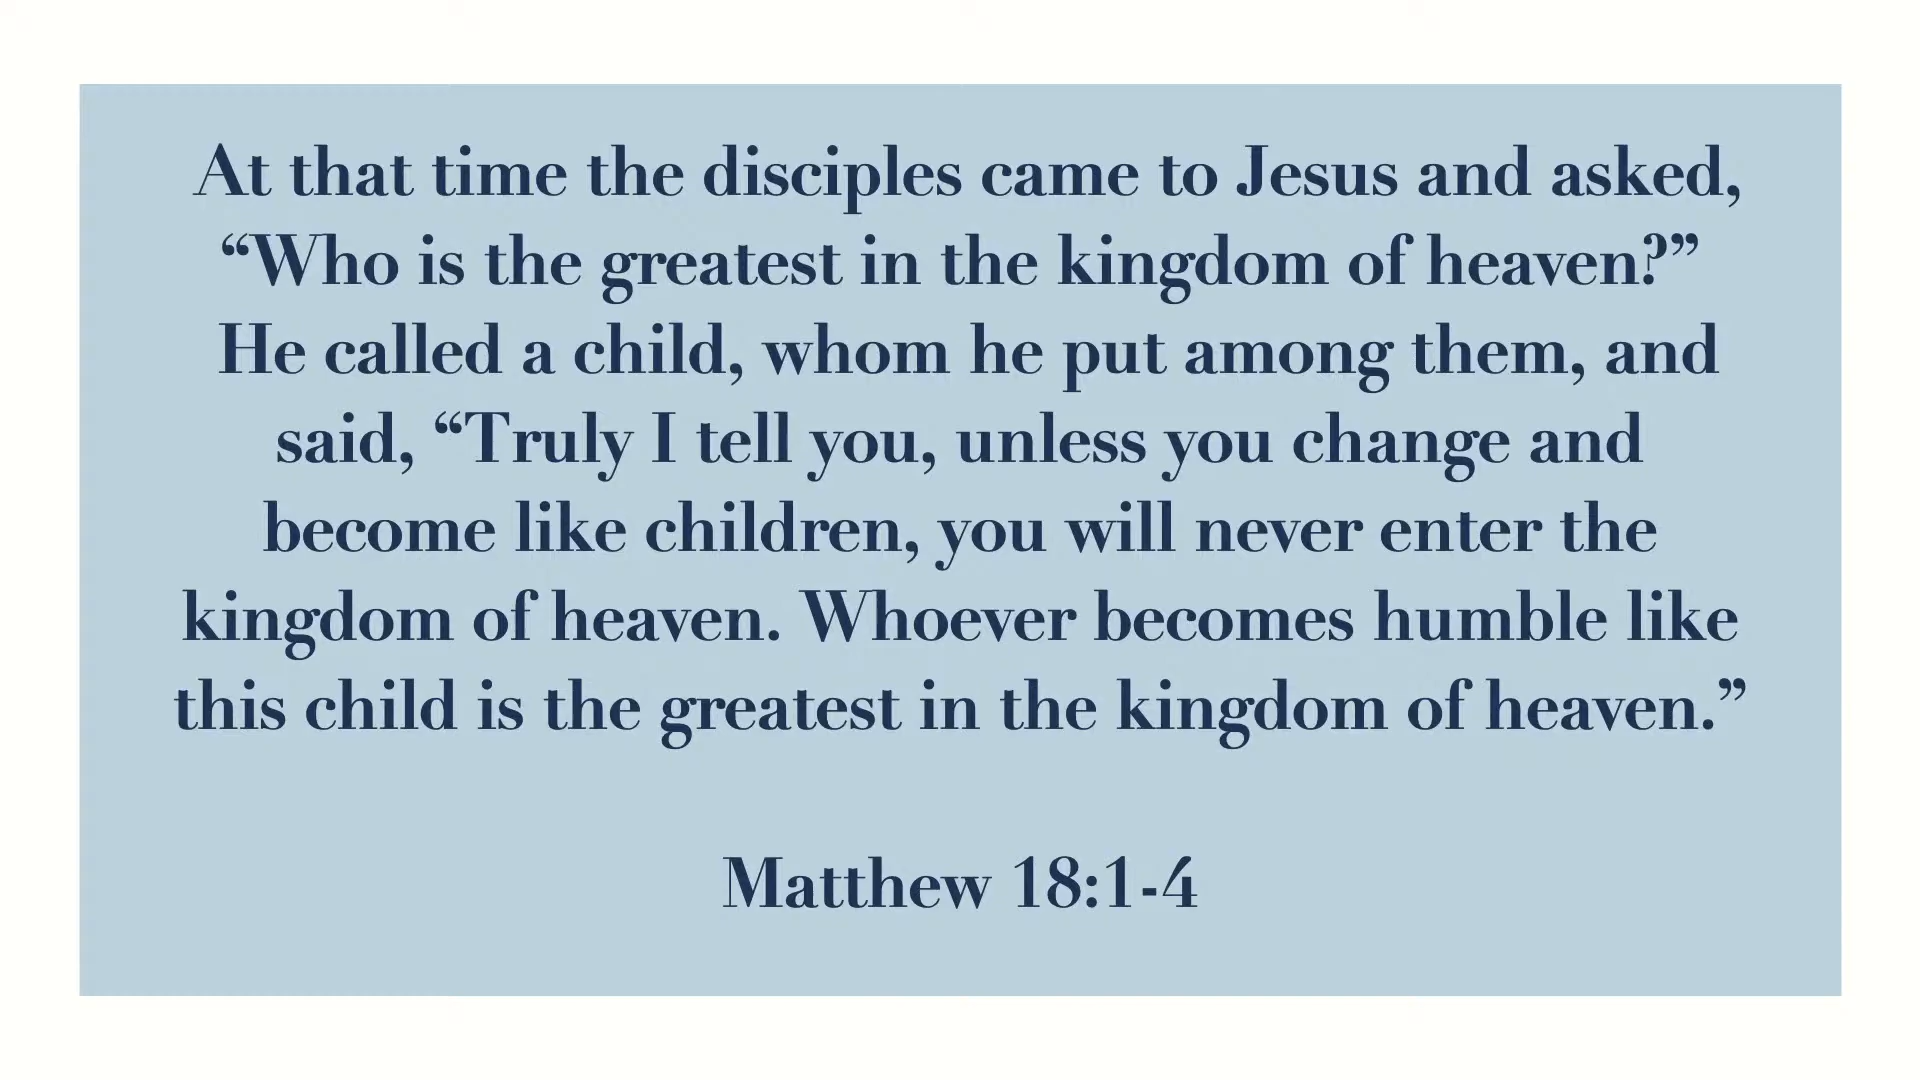 At that time the disciples came to Jesus and asked,
“Who is the greatest in the kingdom of heaven?”
He called a child, whom he put among them, and
said, “Truly I tell you, unless you change and
become like children, you will never enter the
kingdom of heaven. Whoever becomes humble like
this child is the greatest in the kingdom of heaven.”
Matthew 18:1-4